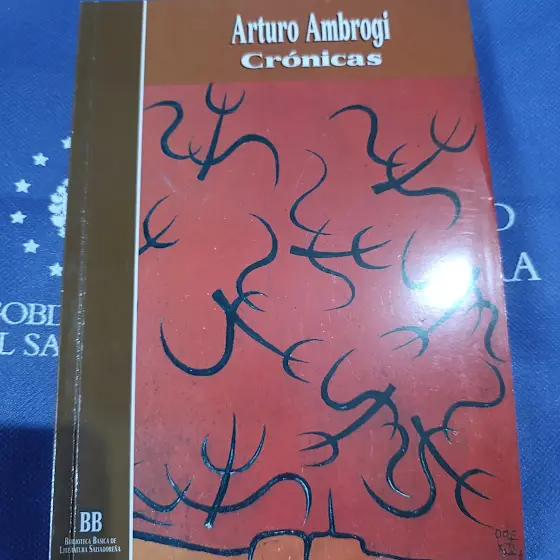 Arturo Ambrogi
Crónicas
BB
BIBLIOTECA BÁSICA DE
LITERATURA SALVADOREÑA